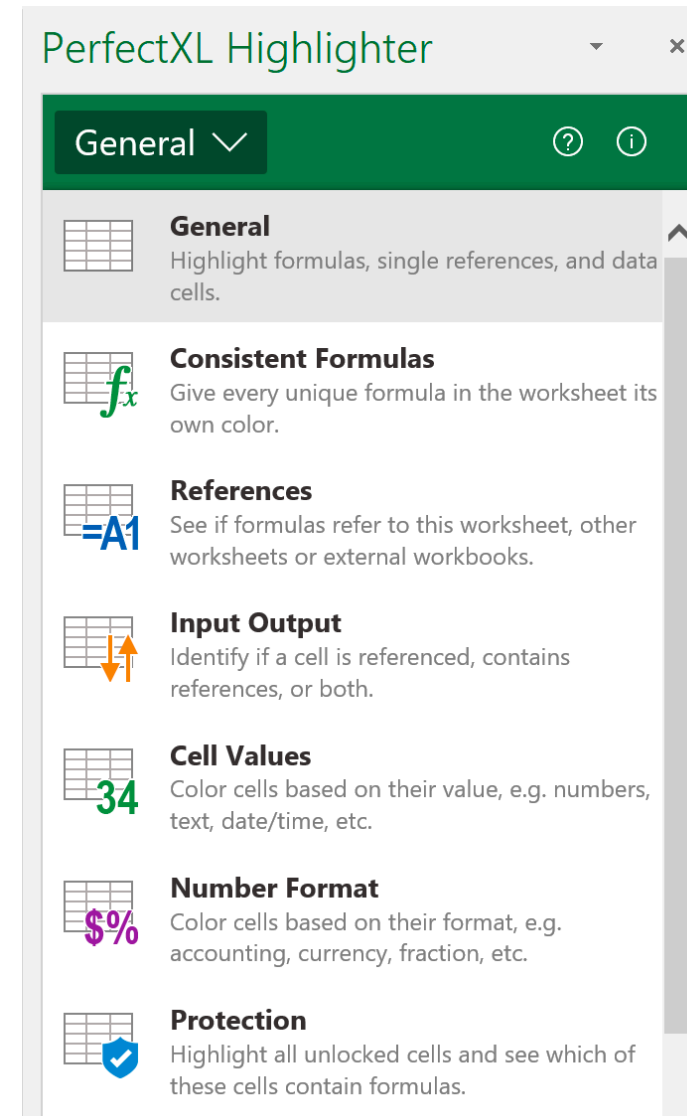 PerfectXL Highlighter
General
General
Highlight formulas, single references, and data
cells.
Consistent Formulas
Give every unique formula in the worksheet its
own color.
References
See if formulas refer to this worksheet, other
worksheets or external workbooks.
Input Output
Identify if a cell is referenced, contains
references, or both.
Cell Values
Color cells based on their value, e.g. numbers,
text, date/time, etc.
Number Format
Color cells based on their format, e.g.
accounting, currency, fraction, etc.
Protection
Highlight all unlocked cells and see which of
these cells contain formulas.
fx
=A1
34
$%